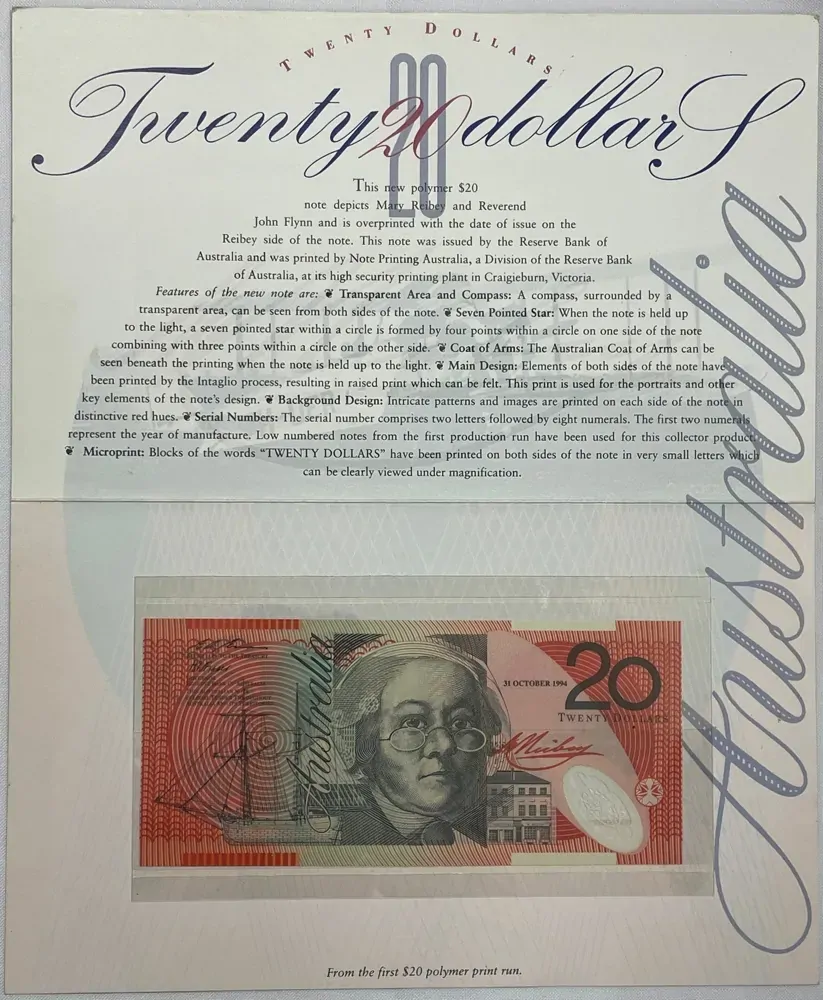 TWENTY DOLLARS
20
Twenty 20 dollarS
This new polymer $20
note depicts Mary Reibey and Reverend
John Flynn and is overprinted with the date of issue on the
Reibey side of the note. This note was issued by the Reserve Bank of
Australia and was printed by Note Printing Australia, a Division of the Reserve Bank
of Australia, at its high security printing plant in Craigieburn, Victoria.
Features of the new note are: ❦ Transparent Area and Compass: A compass, surrounded by a
transparent area, can be seen from both sides of the note. ❦ Seven Pointed Star: When the note is held up
to the light, a seven pointed star within a circle is formed by four points within a circle on one side of the note
combining with three points within a circle on the other side. ❦ Coat of Arms: The Australian Coat of Arms can be
seen beneath the printing when the note is held up to the light. ❦ Main Design: Elements of both sides of the note have
been printed by the Intaglio process, resulting in raised print which can be felt. This print is used for the portraits and other
key elements of the note's design. ❦ Background Design: Intricate patterns and images are printed on each side of the note in
distinctive red hues. ❦ Serial Numbers: The serial number comprises two letters followed by eight numerals. The first two numerals
represent the year of manufacture. Low numbered notes from the first production run have been used for this collector product.
❦ Microprint: Blocks of the words “TWENTY DOLLARS” have been printed on both sides of the note in very small letters which
can be clearly viewed under magnification.
Australia
Australia
31 OCTOBER 1994
20
TWENTY DOLLARS
M Reibey
From the first $20 polymer print run.